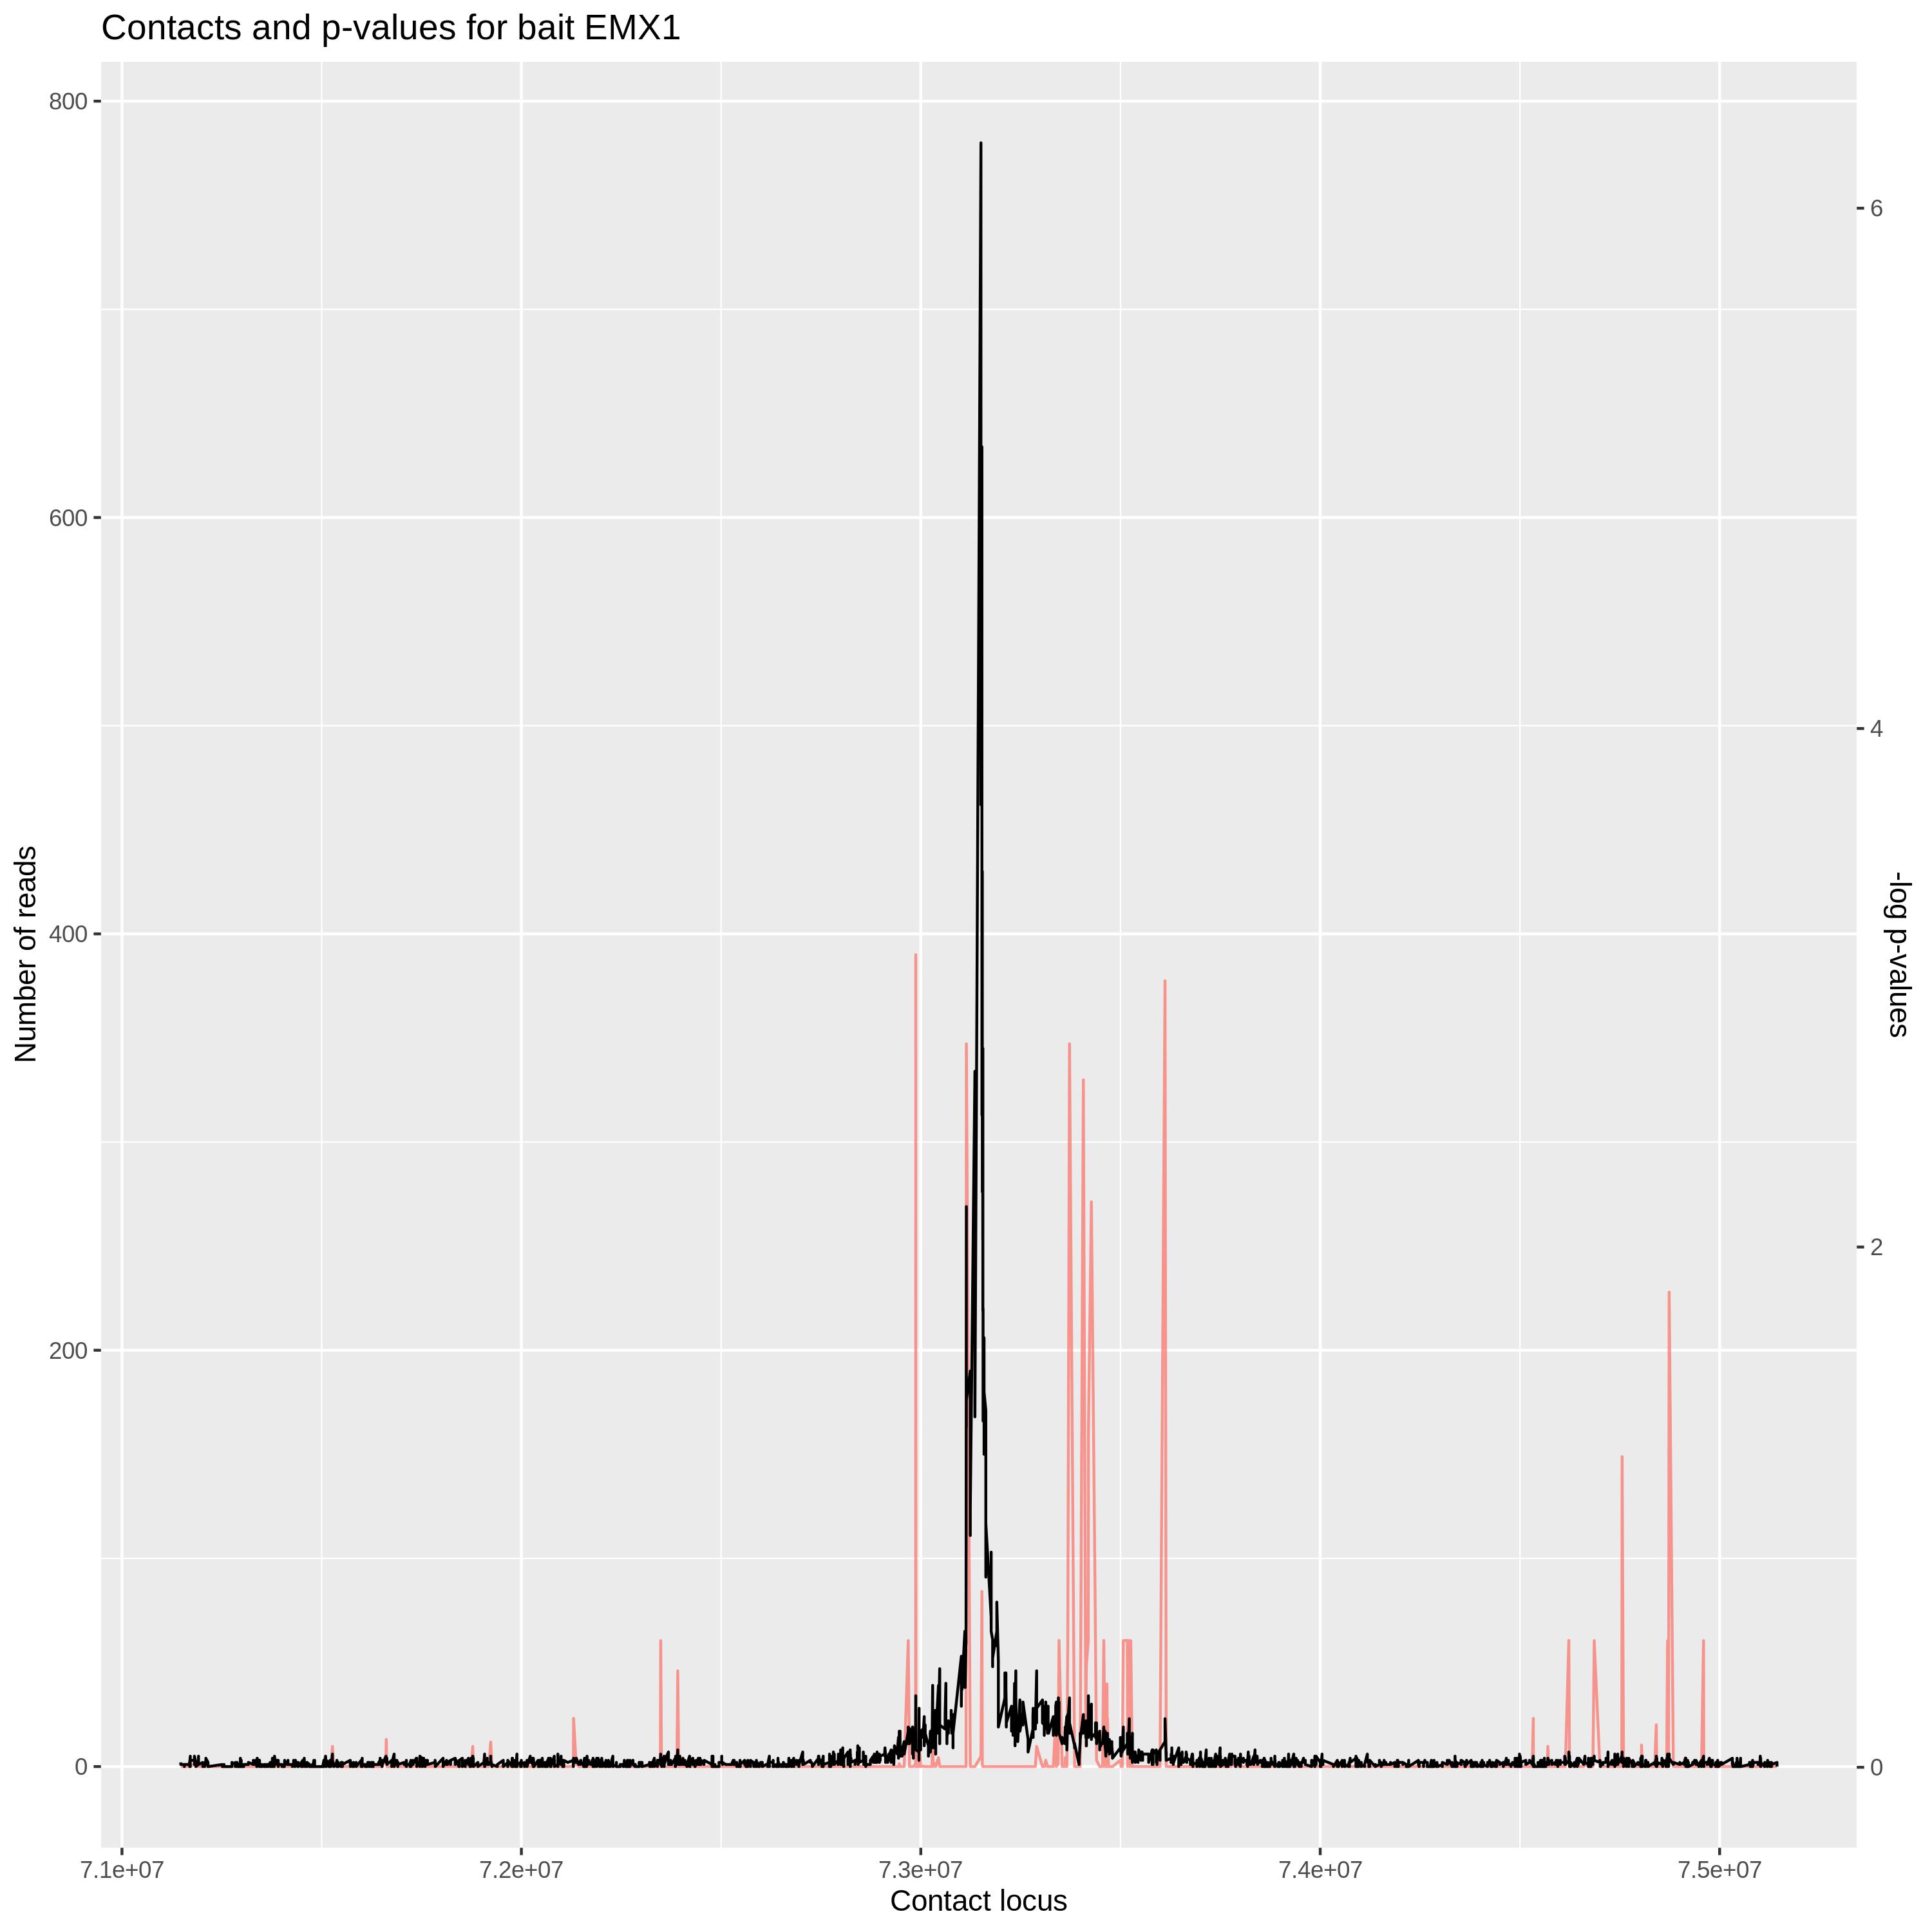 Contacts and p-values for bait EMX1
800
600
400
200
0
Number of reads
6
4
2
0
-log p-values
7.1e+07 7.2e+07 7.3e+07 7.4e+07 7.5e+07
Contact locus